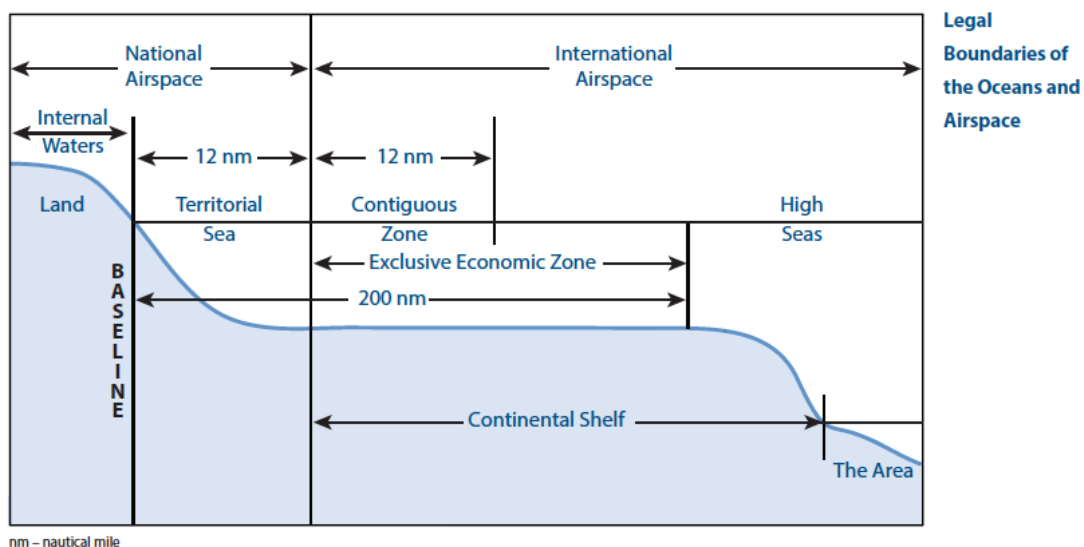 Legal
Boundaries of
the Oceans and
Airspace
National
Airspace
International
Airspace
Internal
Waters
12 nm
12 nm
Land
Territorial
Sea
Contiguous
Zone
High
Seas
Exclusive Economic Zone
200 nm
BASELINE
Continental Shelf
The Area
nm – nautical mile